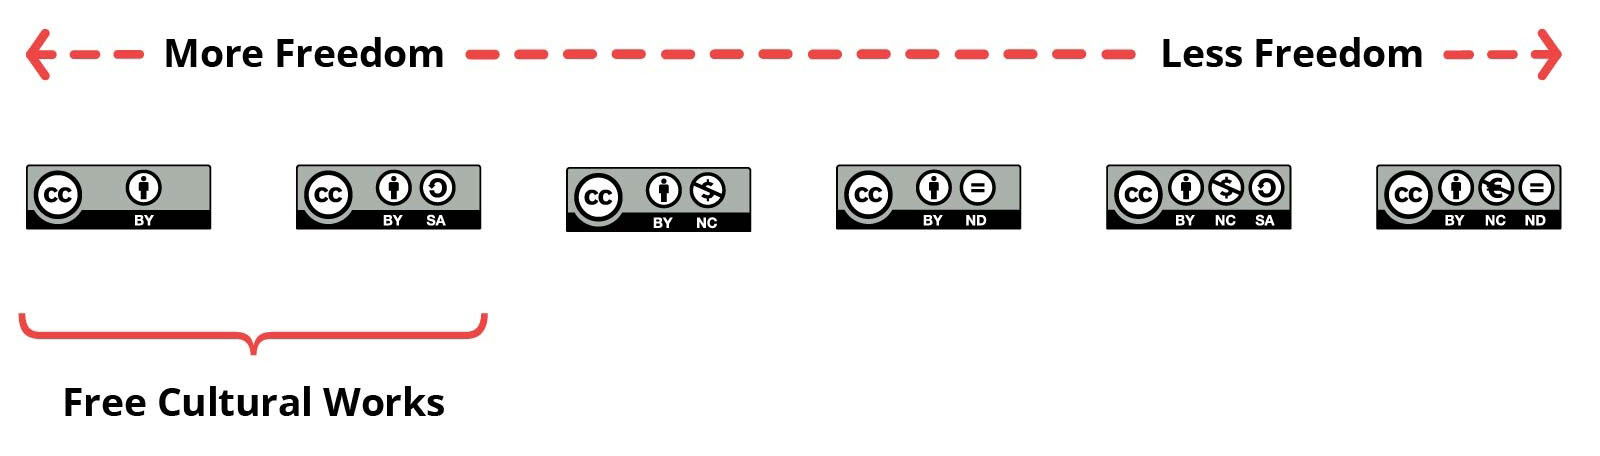 More Freedom Less Freedom
cc BY
cc BY SA
cc BY $ NC
cc BY = ND
cc BY $ NC SA
cc BY € NC = ND
Free Cultural Works